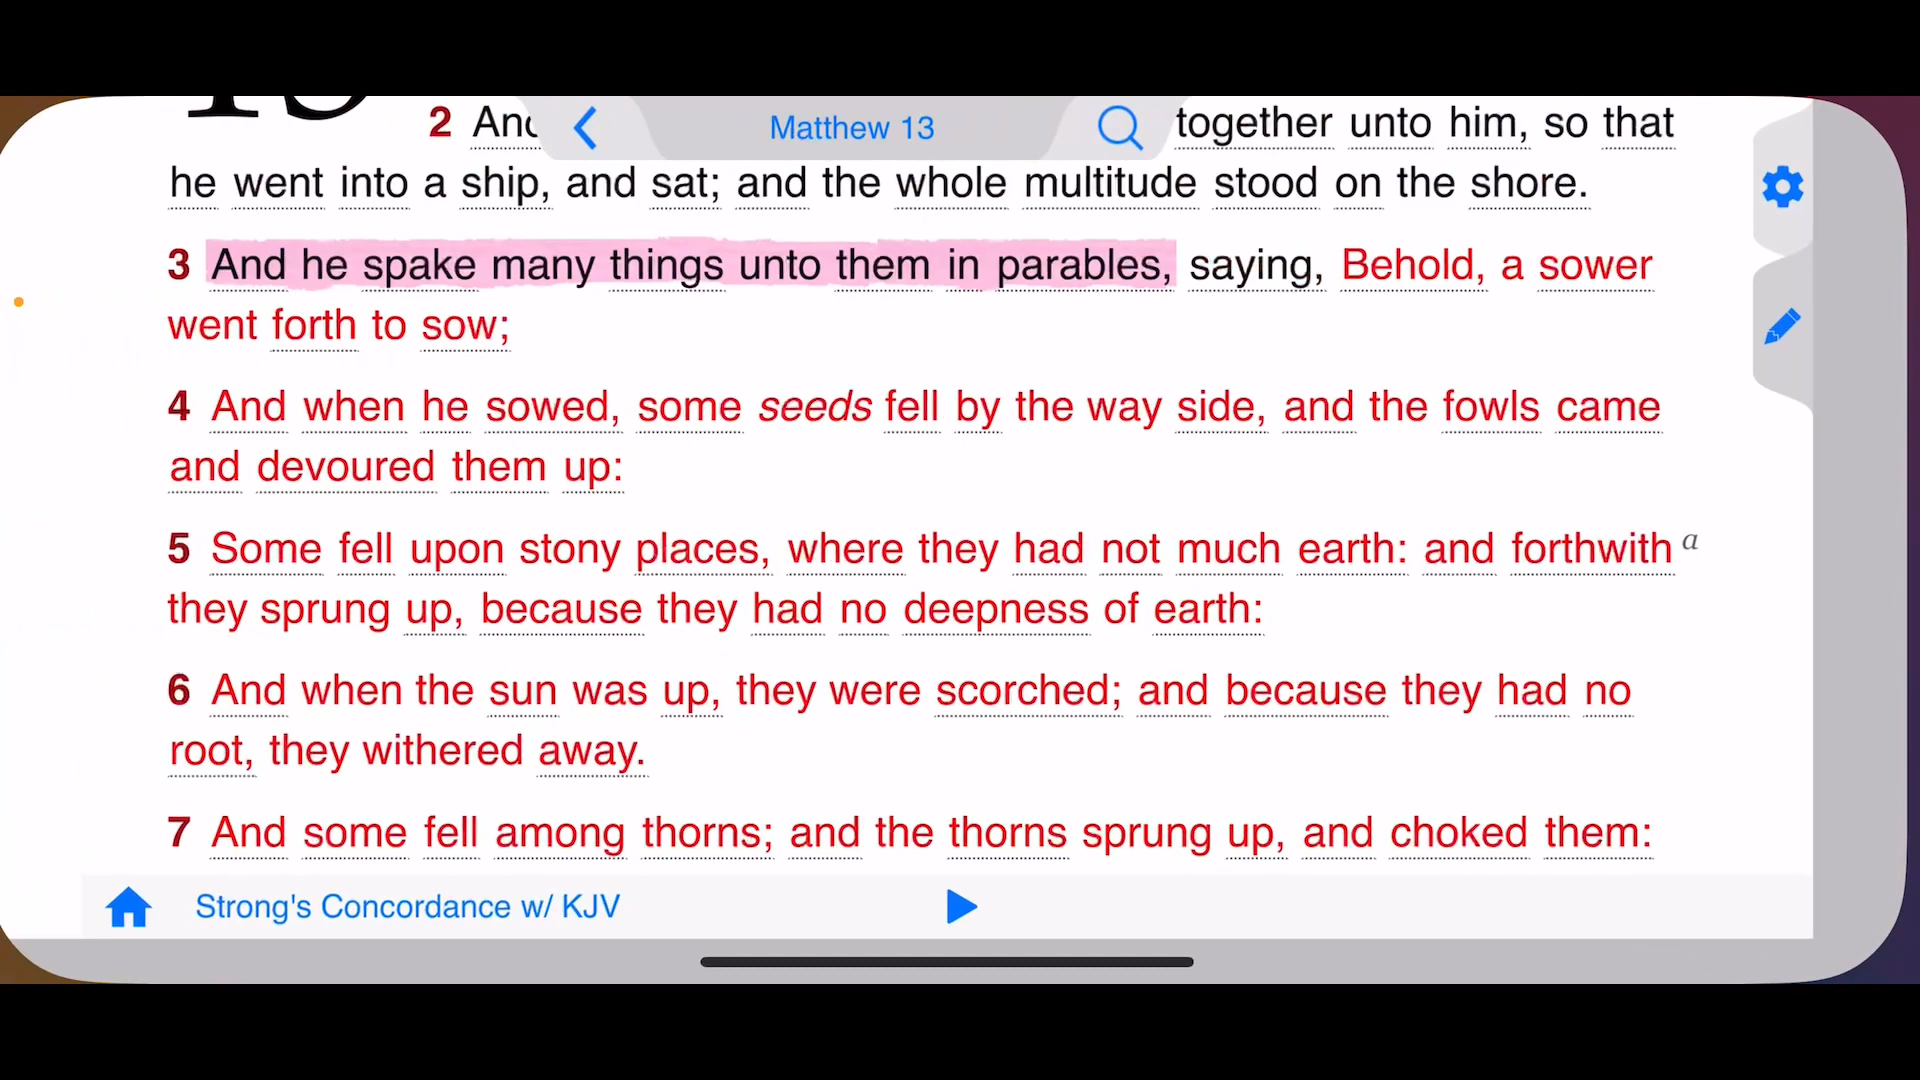 2 And Matthew 13 together unto him, so that
he went into a ship, and sat; and the whole multitude stood on the shore.
3 And he spake many things unto them in parables, saying, Behold, a sower
went forth to sow;
4 And when he sowed, some seeds fell by the way side, and the fowls came
and devoured them up:
5 Some fell upon stony places, where they had not much earth: and forthwith a
they sprung up, because they had no deepness of earth:
6 And when the sun was up, they were scorched; and because they had no
root, they withered away.
7 And some fell among thorns; and the thorns sprung up, and choked them:
Strong's Concordance w/ KJV